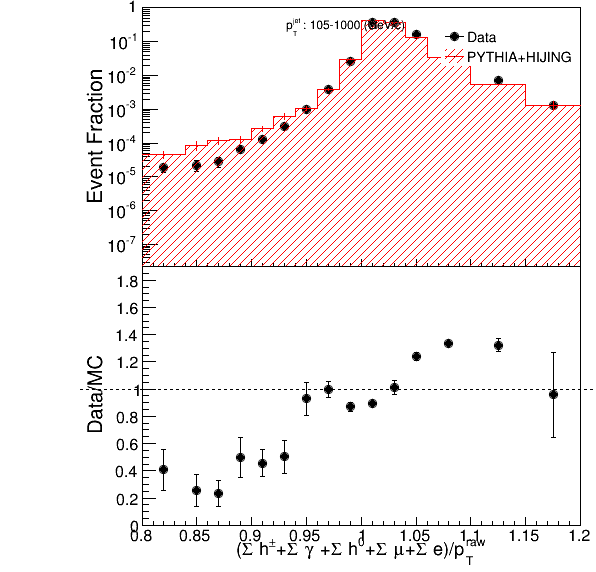 1
10^-1
10^-2
10^-3
10^-4
10^-5
10^-6
10^-7
Event Fraction
p_T^jet : 105-1000 (GeV/c)
Data
PYTHIA+HIJING
1.8
1.6
1.4
1.2
1
0.8
0.6
0.4
0.2
0
Data/MC
0.8 0.85 0.9 0.95 1 1.05 1.1 1.15 1.2
(Σ h^±+Σ γ +Σ h^0+Σ μ+Σ e)/p_T^raw